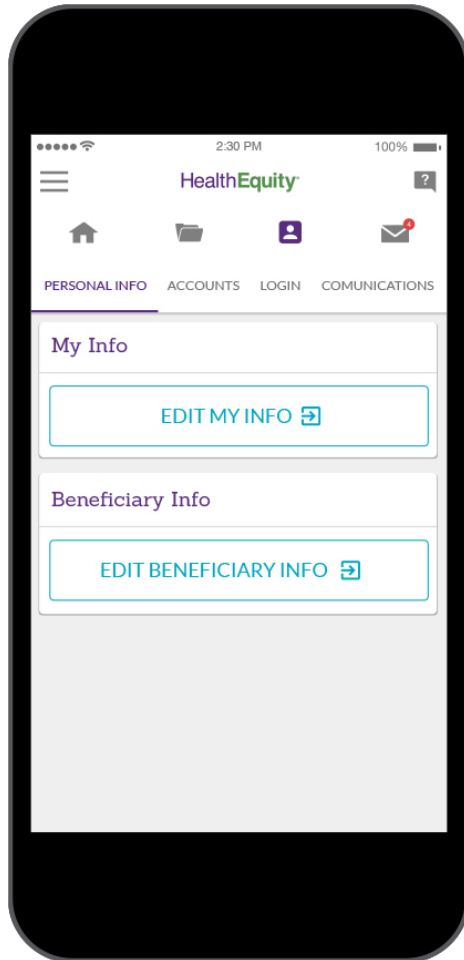 2:30 PM
100%
HealthEquity
?
4
PERSONAL INFO ACCOUNTS LOGIN COMUNICATIONS
My Info
EDIT MY INFO
Beneficiary Info
EDIT BENEFICIARY INFO